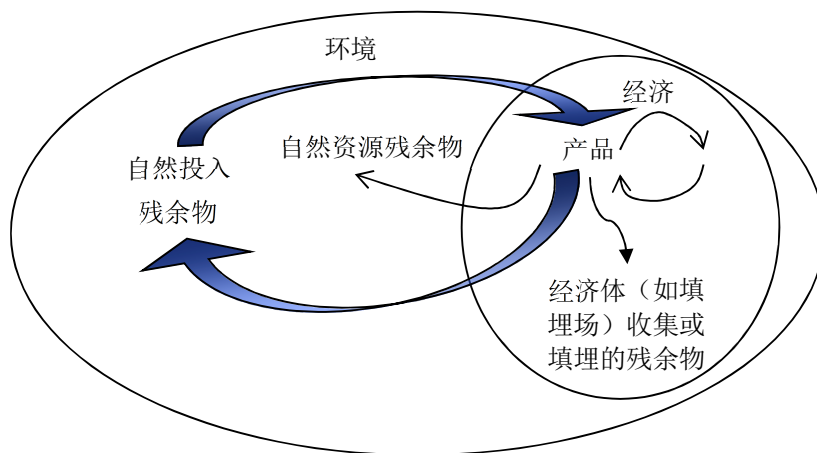 环境
经济
自然资源残余物
产品
自然投入
残余物
经济体（如填
埋场）收集或
填埋的残余物